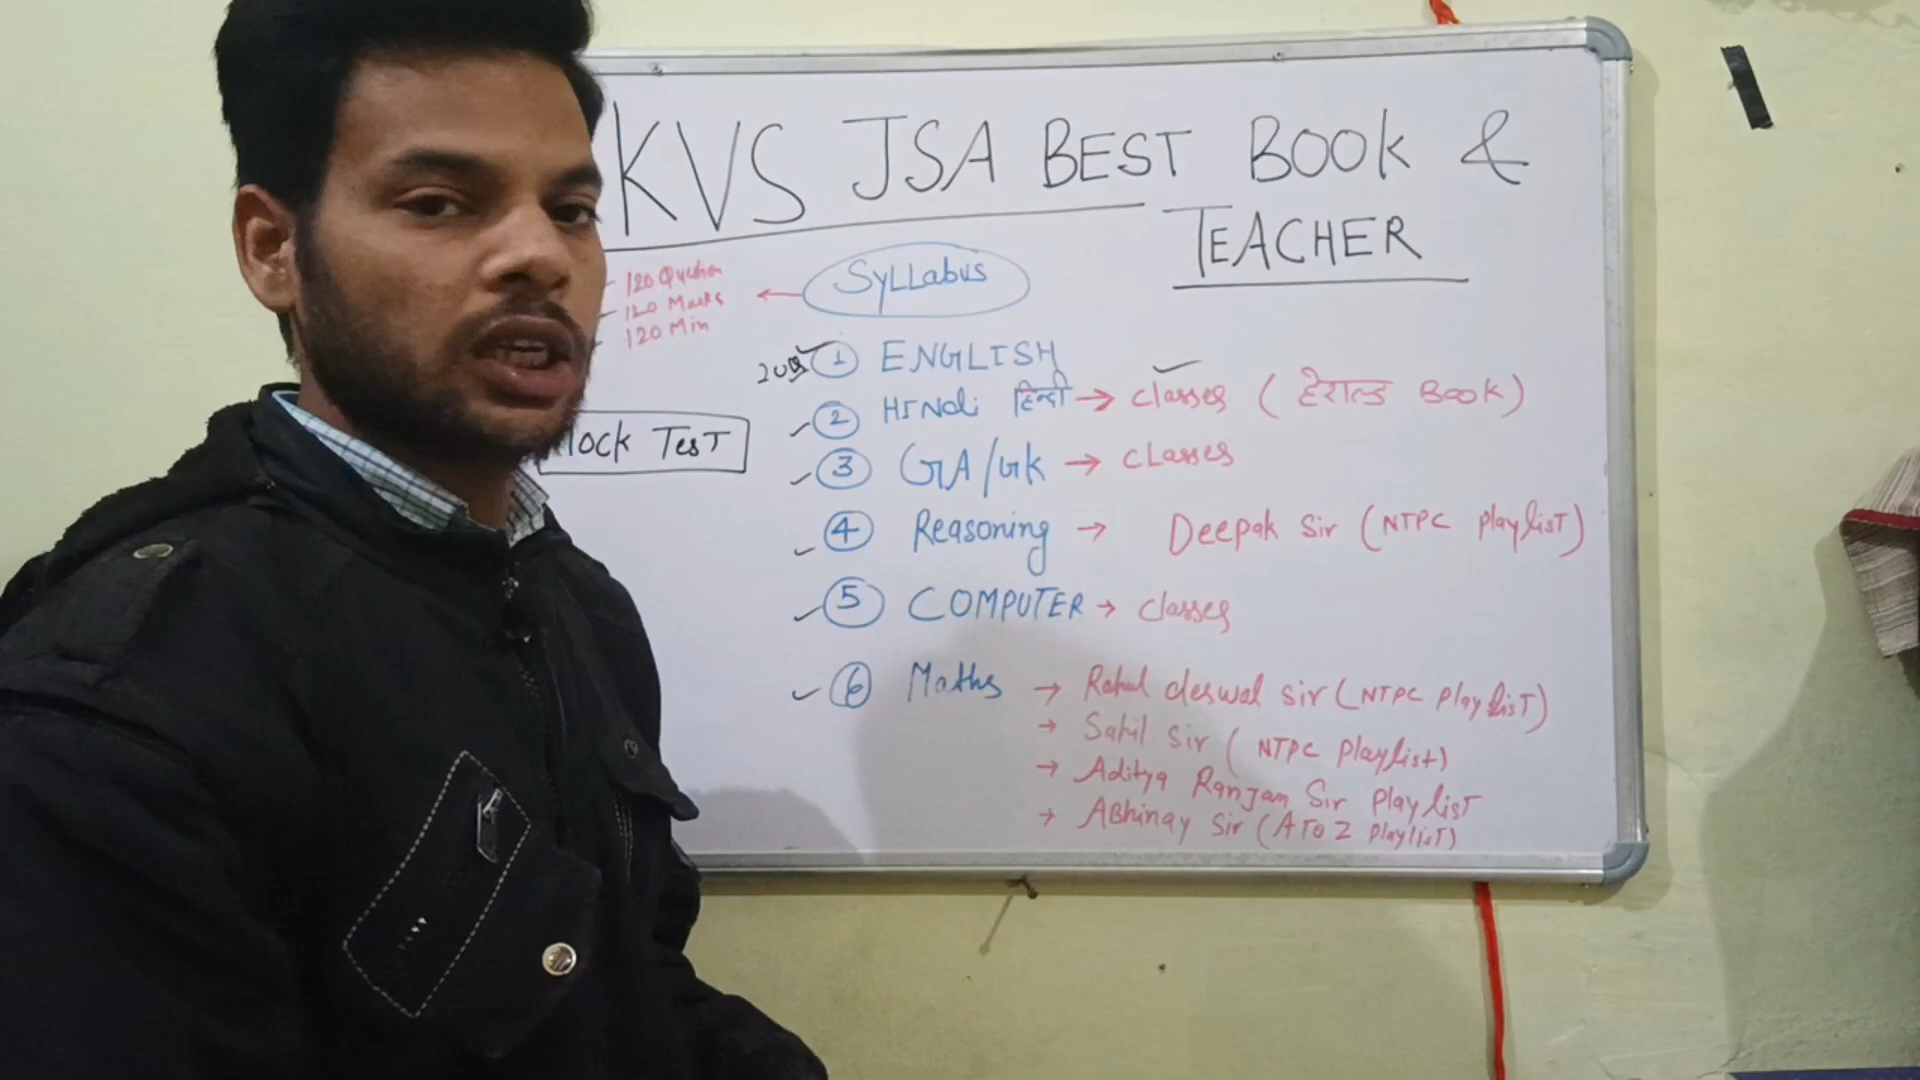 KVS JSA BEST BOOK &
TEACHER
Syllabus
120 Question
120 Marks
120 Min
1 ENGLISH
2 HINdi हिन्दी → classes ( हेराल्ड Book )
Mock TesT
3 GA/GK → cLasses
4 Reasoning → Deepak Sir (NTPC PlaylisT)
5 COMPUTER → classes
6 Maths → Rahul deswal sir (NTPC PlaylisT)
→ Sahil Sir ( NTPC Playlist)
→ Aditya Ranjan Sir PlaylisT
→ ABhinay Sir (A To Z PlaylisT)